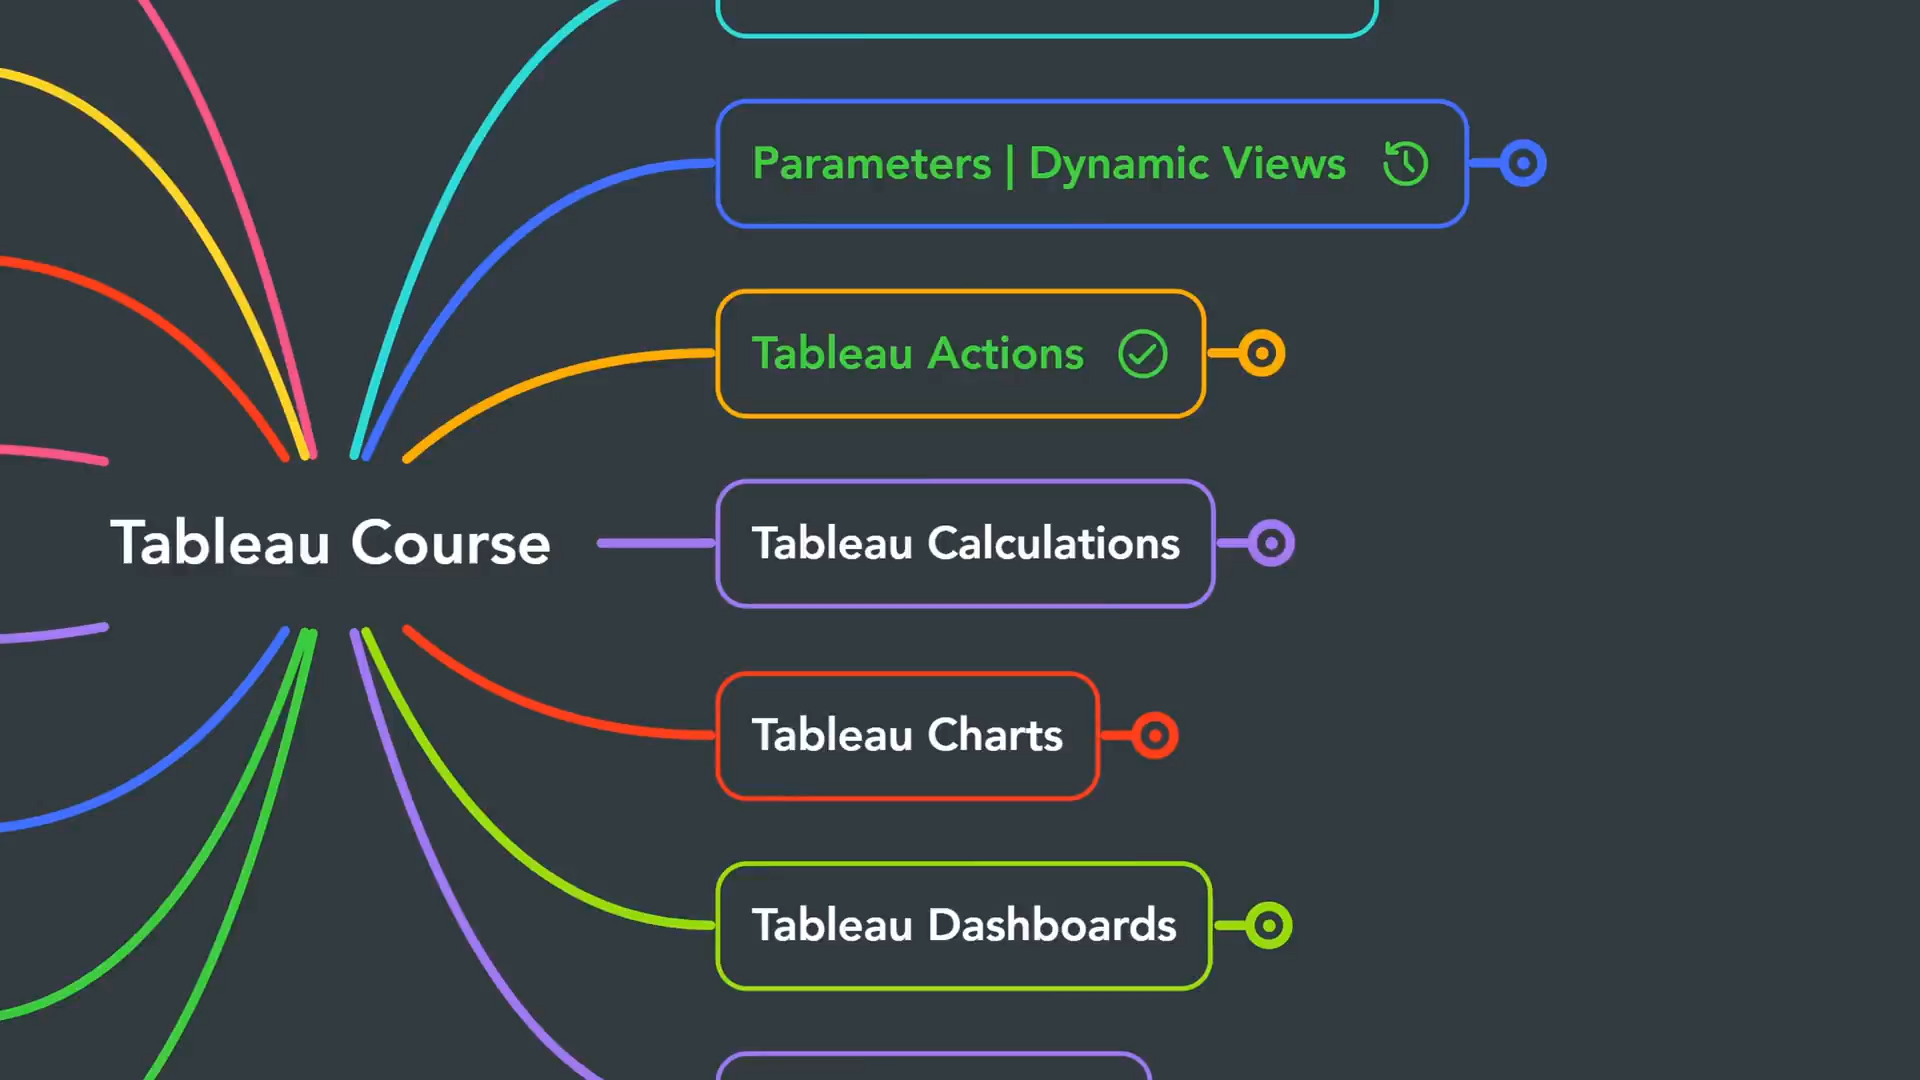 Parameters | Dynamic Views
Tableau Actions
Tableau Course
Tableau Calculations
Tableau Charts
Tableau Dashboards